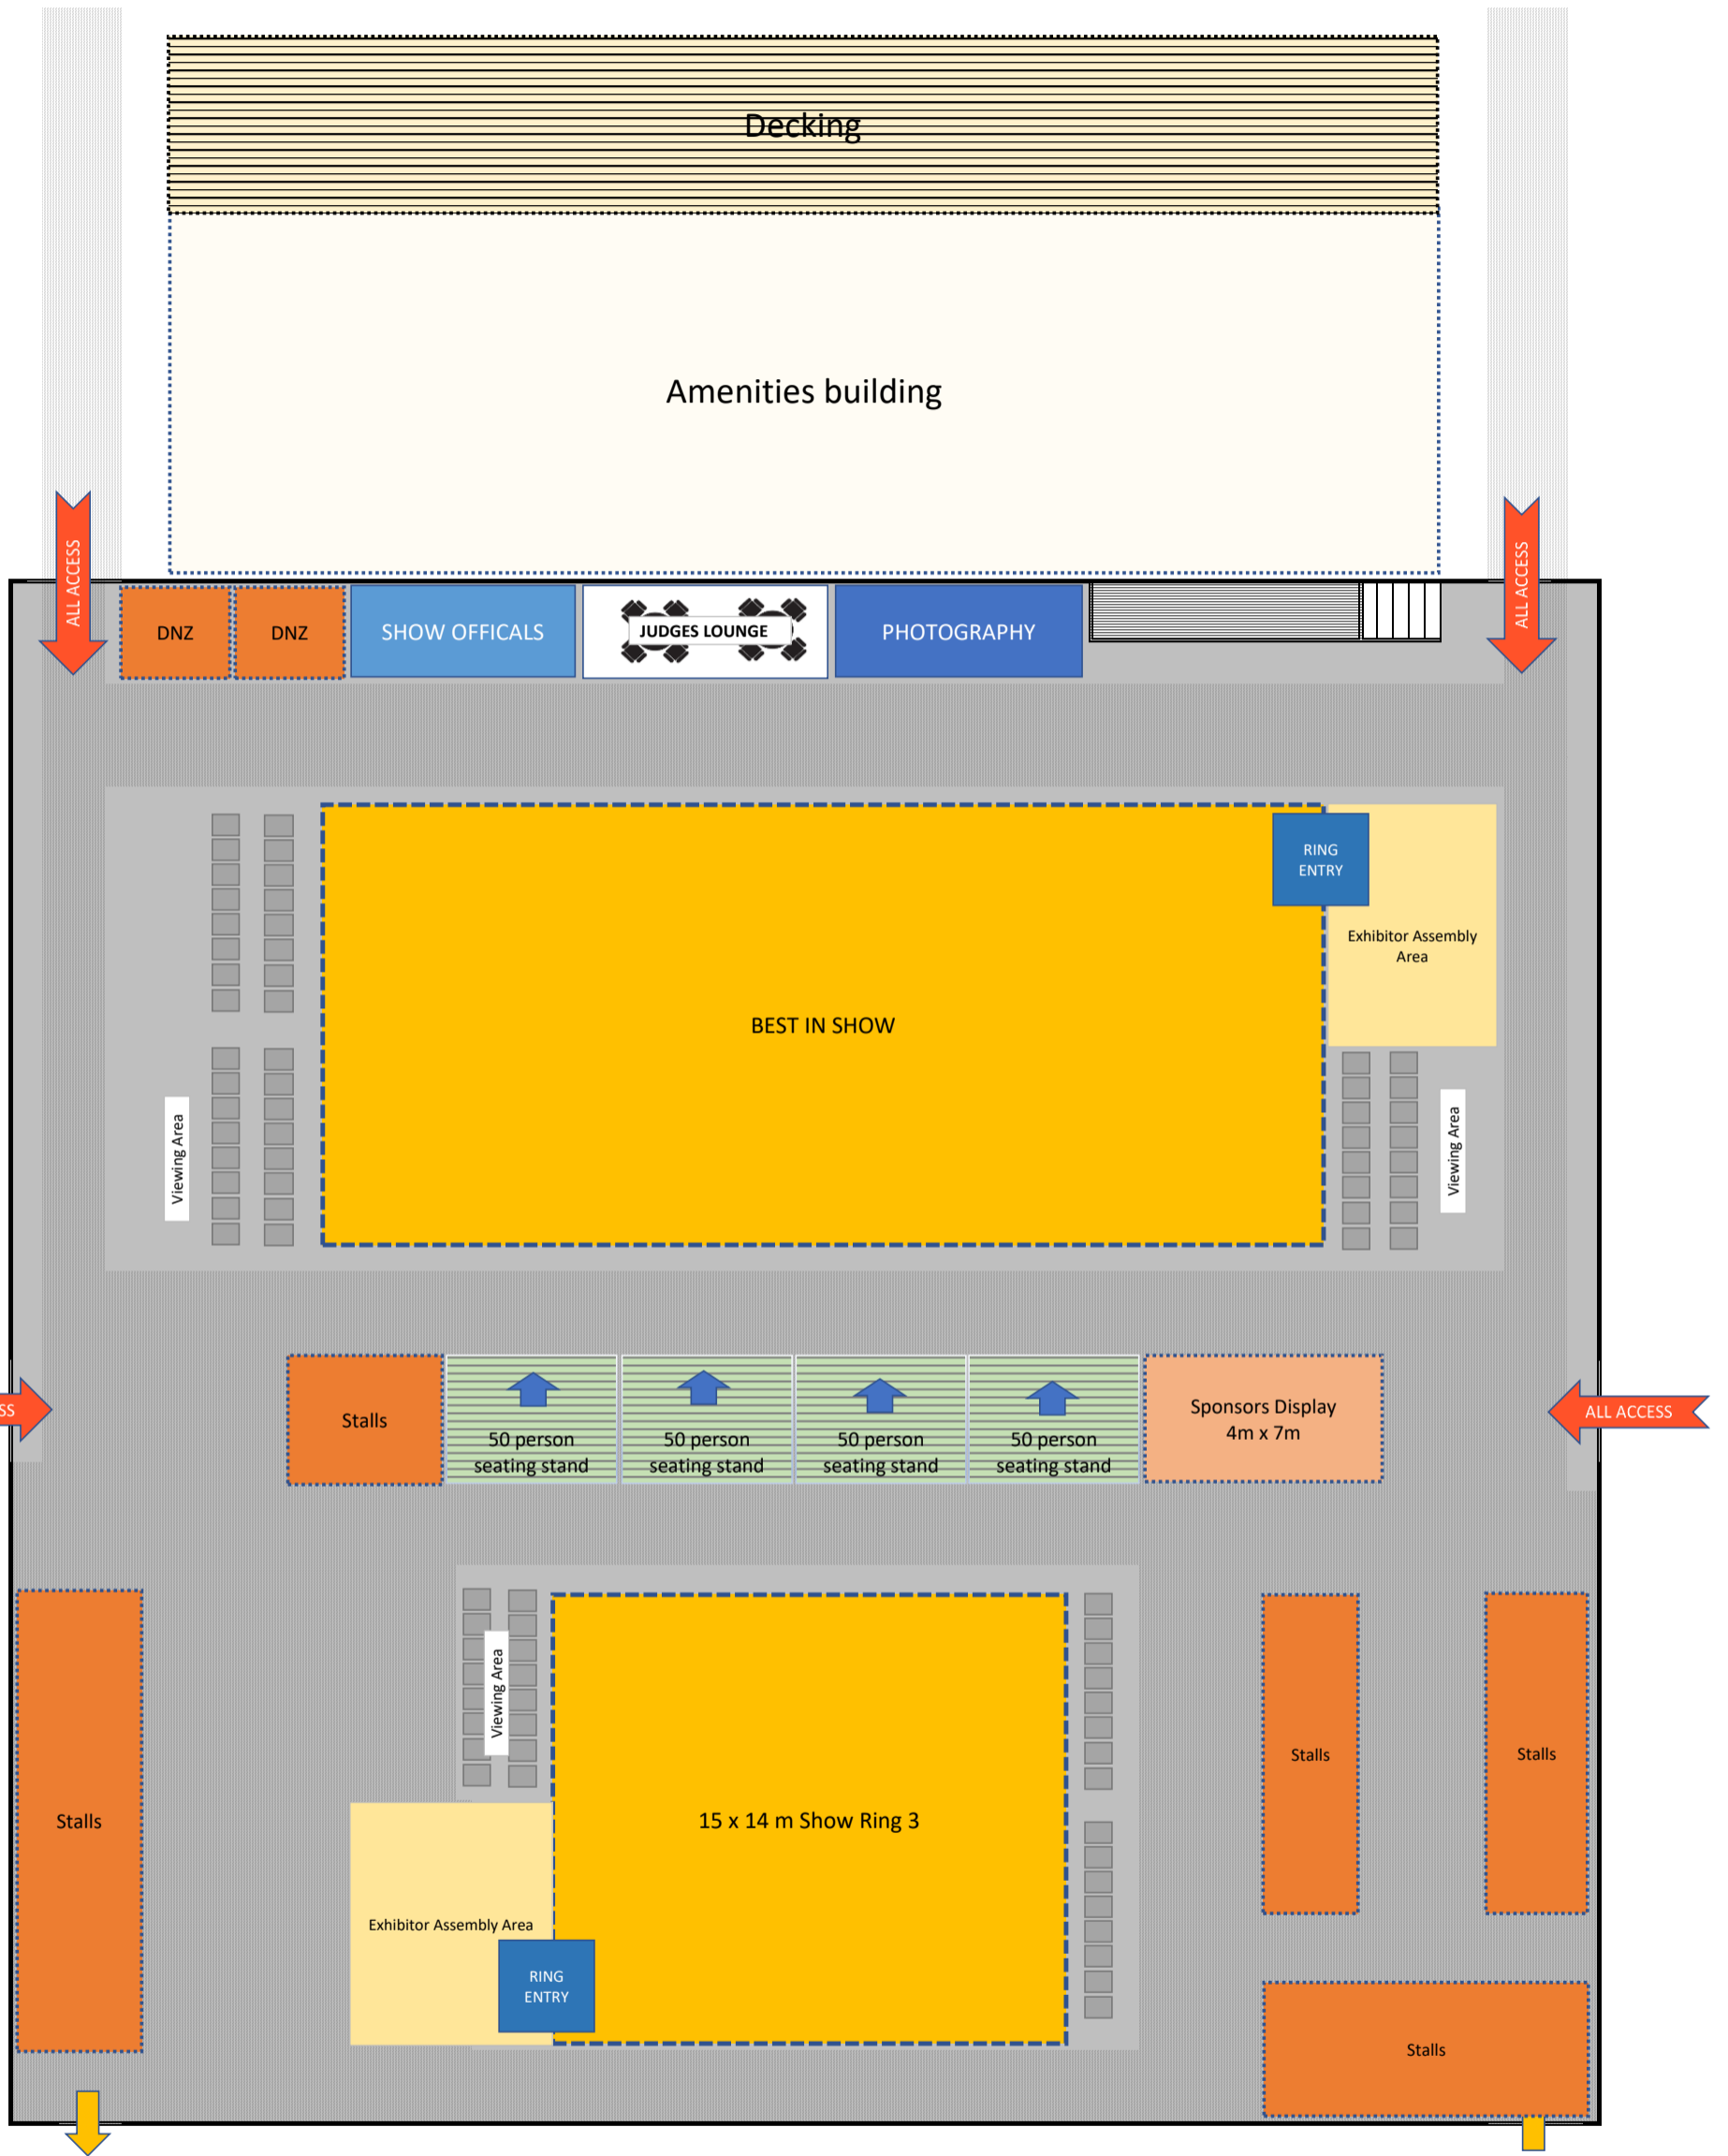 Decking
Amenities building
ALL ACCESS
ALL ACCESS
DNZ
DNZ
SHOW OFFICALS
JUDGES LOUNGE
PHOTOGRAPHY
RING
ENTRY
Exhibitor Assembly
Area
BEST IN SHOW
Viewing Area
Viewing Area
SS
ALL ACCESS
Stalls
50 person
seating stand
50 person
seating stand
50 person
seating stand
50 person
seating stand
Sponsors Display
4m x 7m
Viewing Area
Stalls
Stalls
Stalls
15 x 14 m Show Ring 3
Exhibitor Assembly Area
RING
ENTRY
Stalls